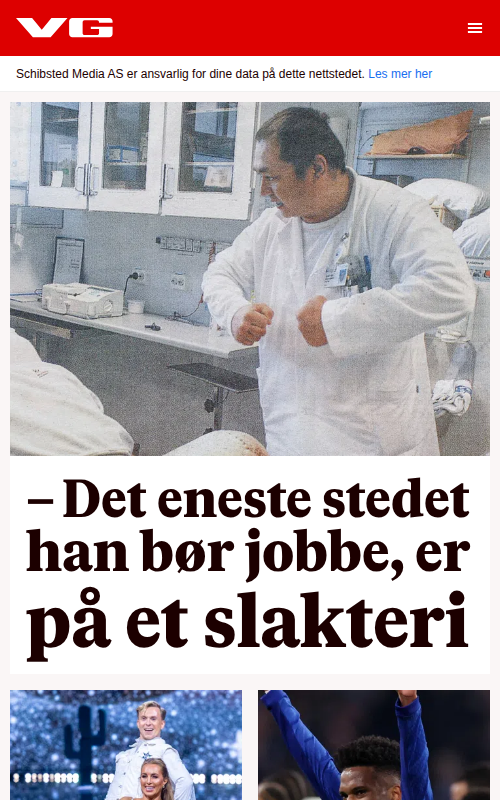 VG
Schibsted Media AS er ansvarlig for dine data på dette nettstedet. Les mer her
– Det eneste stedet
han bør jobbe, er
på et slakteri